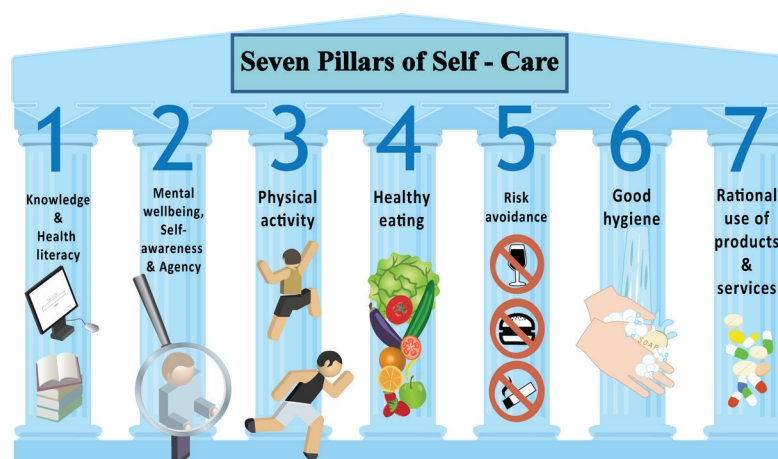 Seven Pillars of Self - Care
1
Knowledge
&
Health
literacy
2
Mental
wellbeing,
Self-
awareness
& Agency
3
Physical
activity
4
Healthy
eating
5
Risk
avoidance
6
Good
hygiene
SOAP
7
Rational
use of
products
&
services